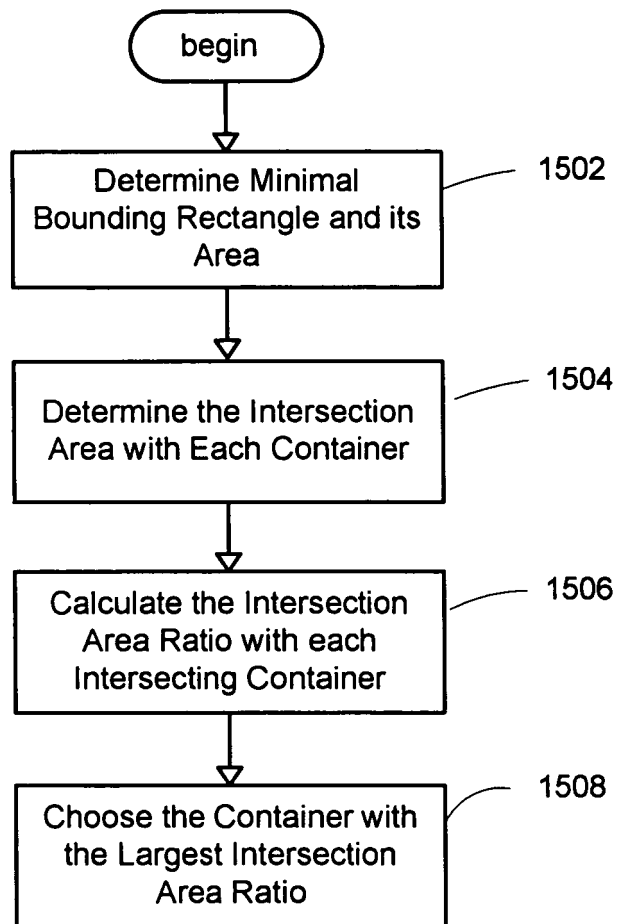 begin
Determine Minimal
Bounding Rectangle and its
Area
1502
Determine the Intersection
Area with Each Container
1504
Calculate the Intersection
Area Ratio with each
Intersecting Container
1506
Choose the Container with
the Largest Intersection
Area Ratio
1508